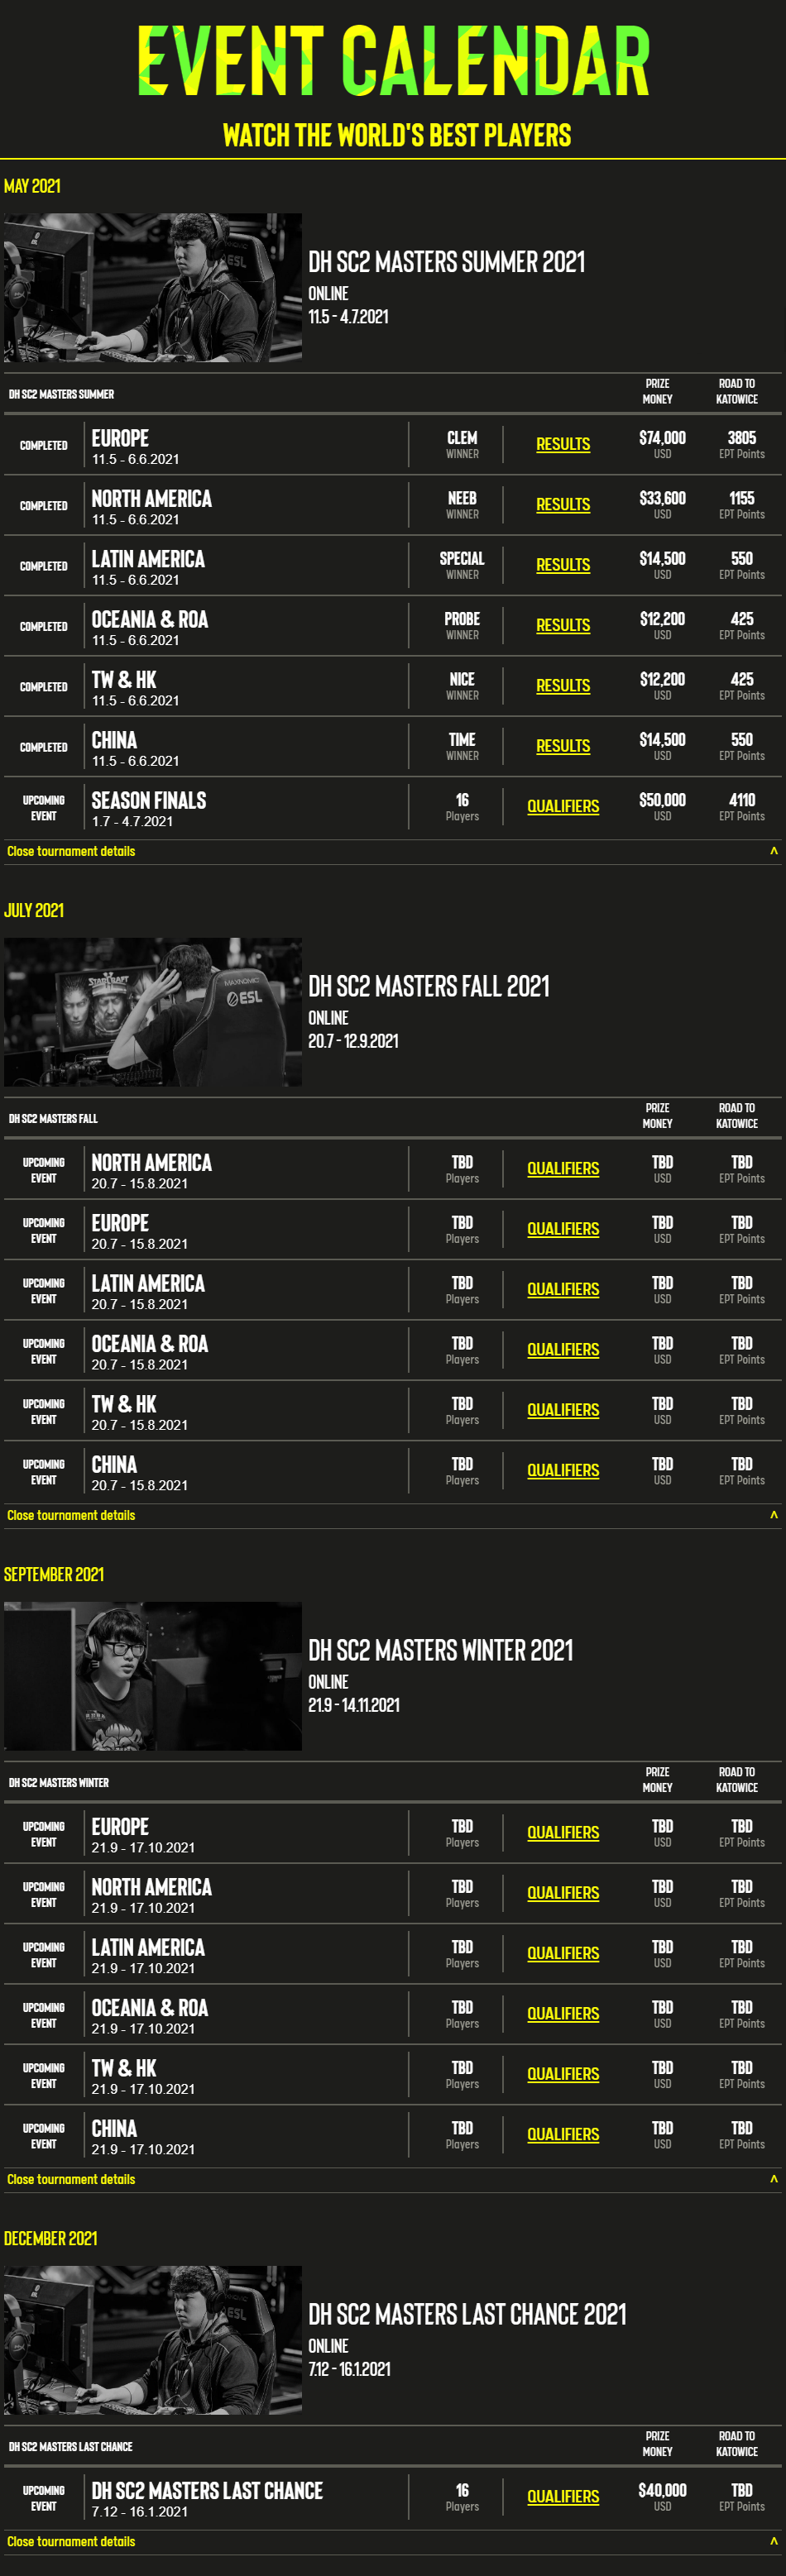 EVENT CALENDAR
WATCH THE WORLD'S BEST PLAYERS
MAY 2021
MAXNOMIC
ESL
DH SC2 MASTERS SUMMER 2021
ONLINE
11.5 - 4.7.2021
DH SC2 MASTERS SUMMER
PRIZE MONEY
ROAD TO KATOWICE
COMPLETED
EUROPE
11.5 - 6.6.2021
CLEM
WINNER
RESULTS
$74,000
USD
3805
EPT Points
COMPLETED
NORTH AMERICA
11.5 - 6.6.2021
NEEB
WINNER
RESULTS
$33,600
USD
1155
EPT Points
COMPLETED
LATIN AMERICA
11.5 - 6.6.2021
SPECIAL
WINNER
RESULTS
$14,500
USD
550
EPT Points
COMPLETED
OCEANIA & ROA
11.5 - 6.6.2021
PROBE
WINNER
RESULTS
$12,200
USD
425
EPT Points
COMPLETED
TW & HK
11.5 - 6.6.2021
NICE
WINNER
RESULTS
$12,200
USD
425
EPT Points
COMPLETED
CHINA
11.5 - 6.6.2021
TIME
WINNER
RESULTS
$14,500
USD
550
EPT Points
UPCOMING
EVENT
SEASON FINALS
1.7 - 4.7.2021
16
Players
QUALIFIERS
$50,000
USD
4110
EPT Points
Close tournament details
^
JULY 2021
STARCRAFT
MAXNOMIC
ESL
DH SC2 MASTERS FALL 2021
ONLINE
20.7 - 12.9.2021
DH SC2 MASTERS FALL
PRIZE MONEY
ROAD TO KATOWICE
UPCOMING
EVENT
NORTH AMERICA
20.7 - 15.8.2021
TBD
Players
QUALIFIERS
TBD
USD
TBD
EPT Points
UPCOMING
EVENT
EUROPE
20.7 - 15.8.2021
TBD
Players
QUALIFIERS
TBD
USD
TBD
EPT Points
UPCOMING
EVENT
LATIN AMERICA
20.7 - 15.8.2021
TBD
Players
QUALIFIERS
TBD
USD
TBD
EPT Points
UPCOMING
EVENT
OCEANIA & ROA
20.7 - 15.8.2021
TBD
Players
QUALIFIERS
TBD
USD
TBD
EPT Points
UPCOMING
EVENT
TW & HK
20.7 - 15.8.2021
TBD
Players
QUALIFIERS
TBD
USD
TBD
EPT Points
UPCOMING
EVENT
CHINA
20.7 - 15.8.2021
TBD
Players
QUALIFIERS
TBD
USD
TBD
EPT Points
Close tournament details
^
SEPTEMBER 2021
DH SC2 MASTERS WINTER 2021
ONLINE
21.9 - 14.11.2021
DH SC2 MASTERS WINTER
PRIZE MONEY
ROAD TO KATOWICE
UPCOMING
EVENT
EUROPE
21.9 - 17.10.2021
TBD
Players
QUALIFIERS
TBD
USD
TBD
EPT Points
UPCOMING
EVENT
NORTH AMERICA
21.9 - 17.10.2021
TBD
Players
QUALIFIERS
TBD
USD
TBD
EPT Points
UPCOMING
EVENT
LATIN AMERICA
21.9 - 17.10.2021
TBD
Players
QUALIFIERS
TBD
USD
TBD
EPT Points
UPCOMING
EVENT
OCEANIA & ROA
21.9 - 17.10.2021
TBD
Players
QUALIFIERS
TBD
USD
TBD
EPT Points
UPCOMING
EVENT
TW & HK
21.9 - 17.10.2021
TBD
Players
QUALIFIERS
TBD
USD
TBD
EPT Points
UPCOMING
EVENT
CHINA
21.9 - 17.10.2021
TBD
Players
QUALIFIERS
TBD
USD
TBD
EPT Points
Close tournament details
^
DECEMBER 2021
ESL
DH SC2 MASTERS LAST CHANCE 2021
ONLINE
7.12 - 16.1.2021
DH SC2 MASTERS LAST CHANCE
PRIZE MONEY
ROAD TO KATOWICE
UPCOMING
EVENT
DH SC2 MASTERS LAST CHANCE
7.12 - 16.1.2021
16
Players
QUALIFIERS
$40,000
USD
TBD
EPT Points
Close tournament details
^